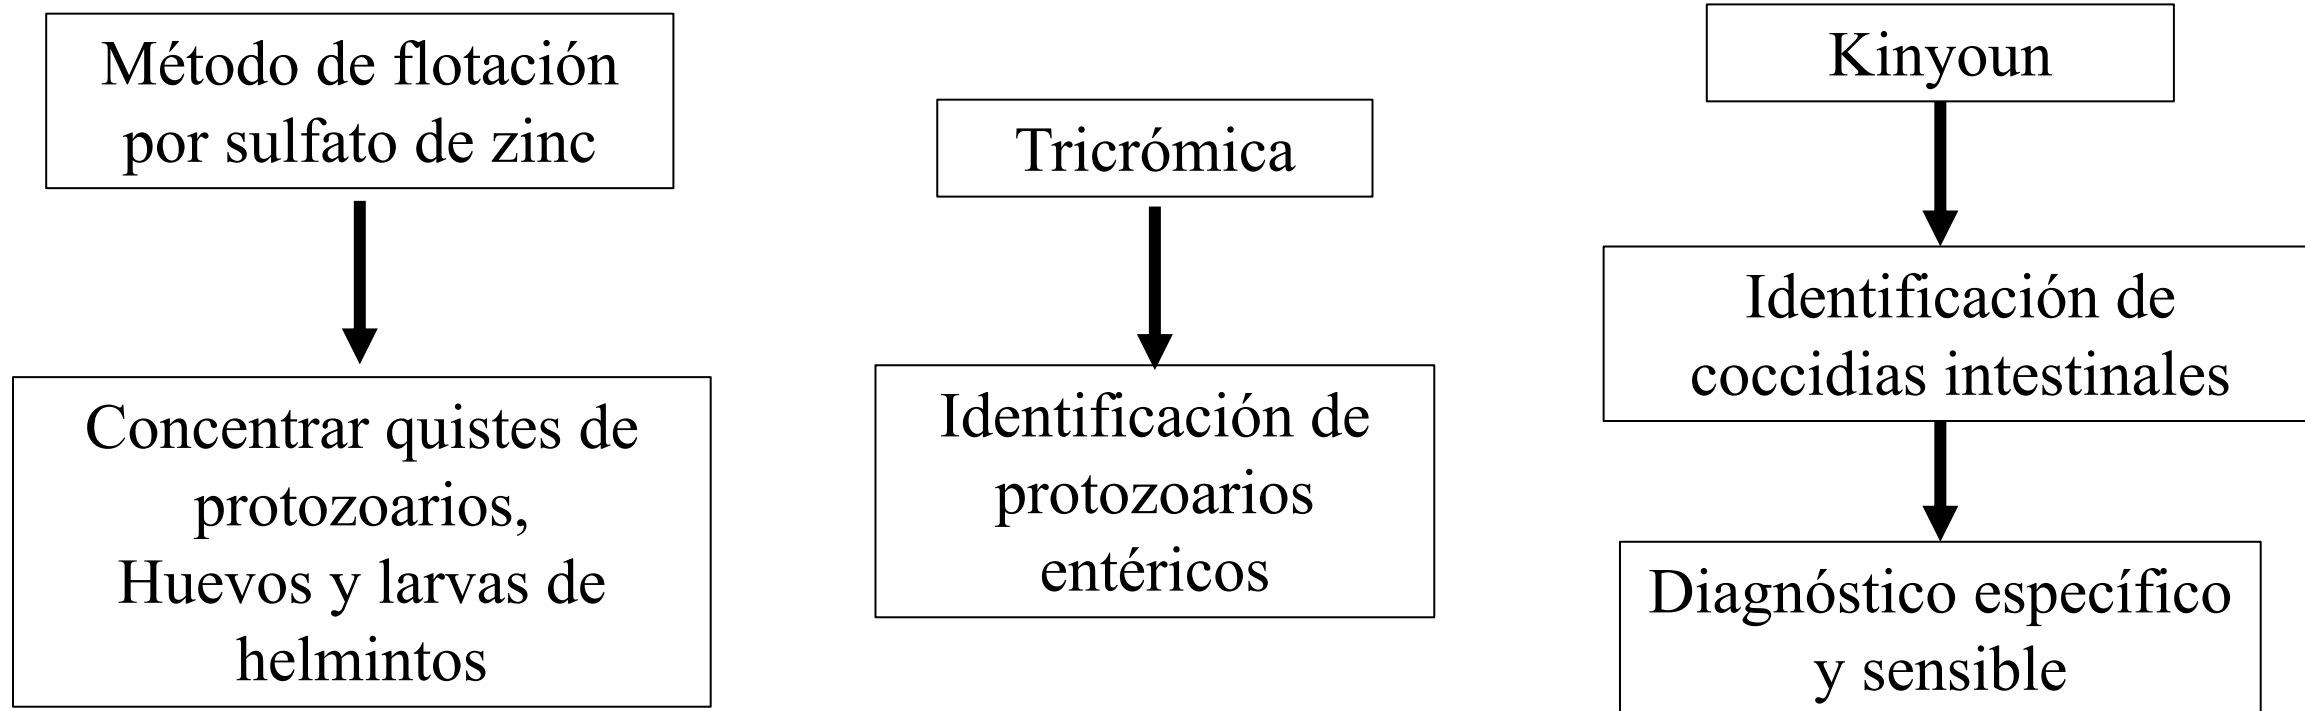 Método de flotación
por sulfato de zinc
Concentrar quistes de
protozoarios,
Huevos y larvas de
helmintos
Tricrómica
Identificación de
protozoarios
entéricos
Kinyoun
Identificación de
coccidias intestinales
Diagnóstico específico
y sensible